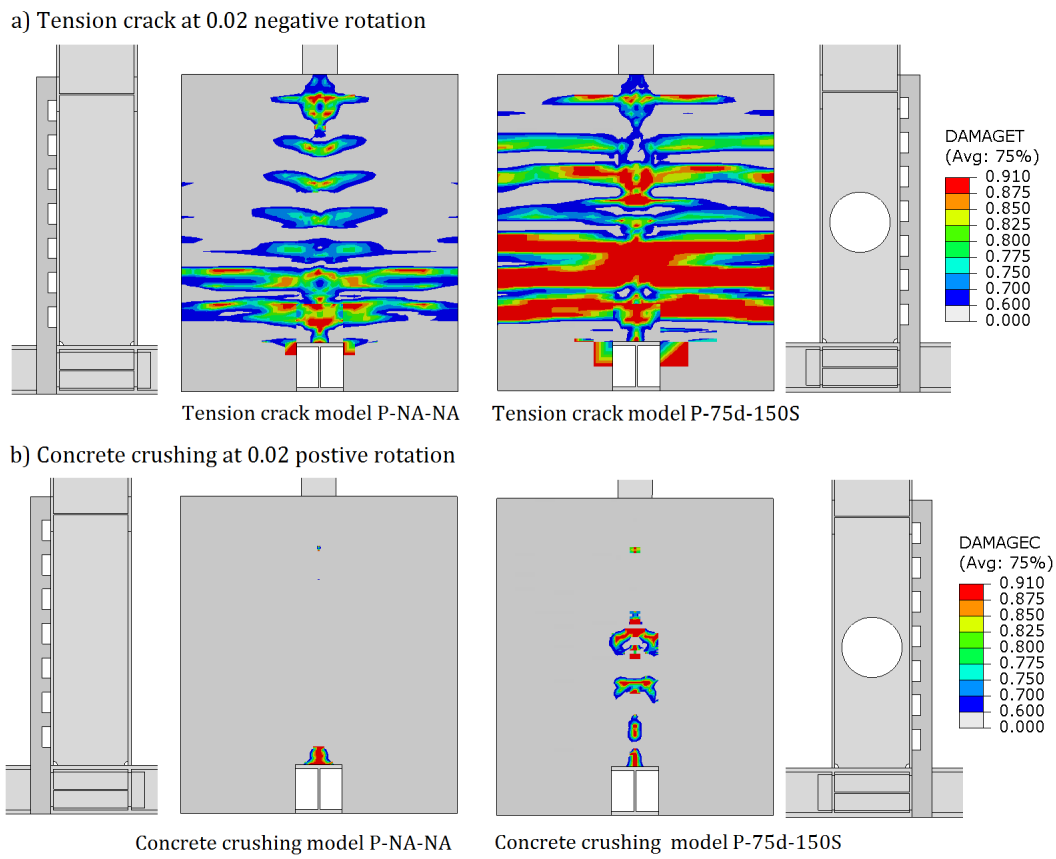 a) Tension crack at 0.02 negative rotation
DAMAGET
(Avg: 75%)
0.910
0.875
0.850
0.825
0.800
0.775
0.750
0.700
0.600
0.000
Tension crack model P-NA-NA
Tension crack model P-75d-150S
b) Concrete crushing at 0.02 postive rotation
DAMAGEC
(Avg: 75%)
0.910
0.875
0.850
0.825
0.800
0.775
0.750
0.700
0.600
0.000
Concrete crushing model P-NA-NA
Concrete crushing model P-75d-150S